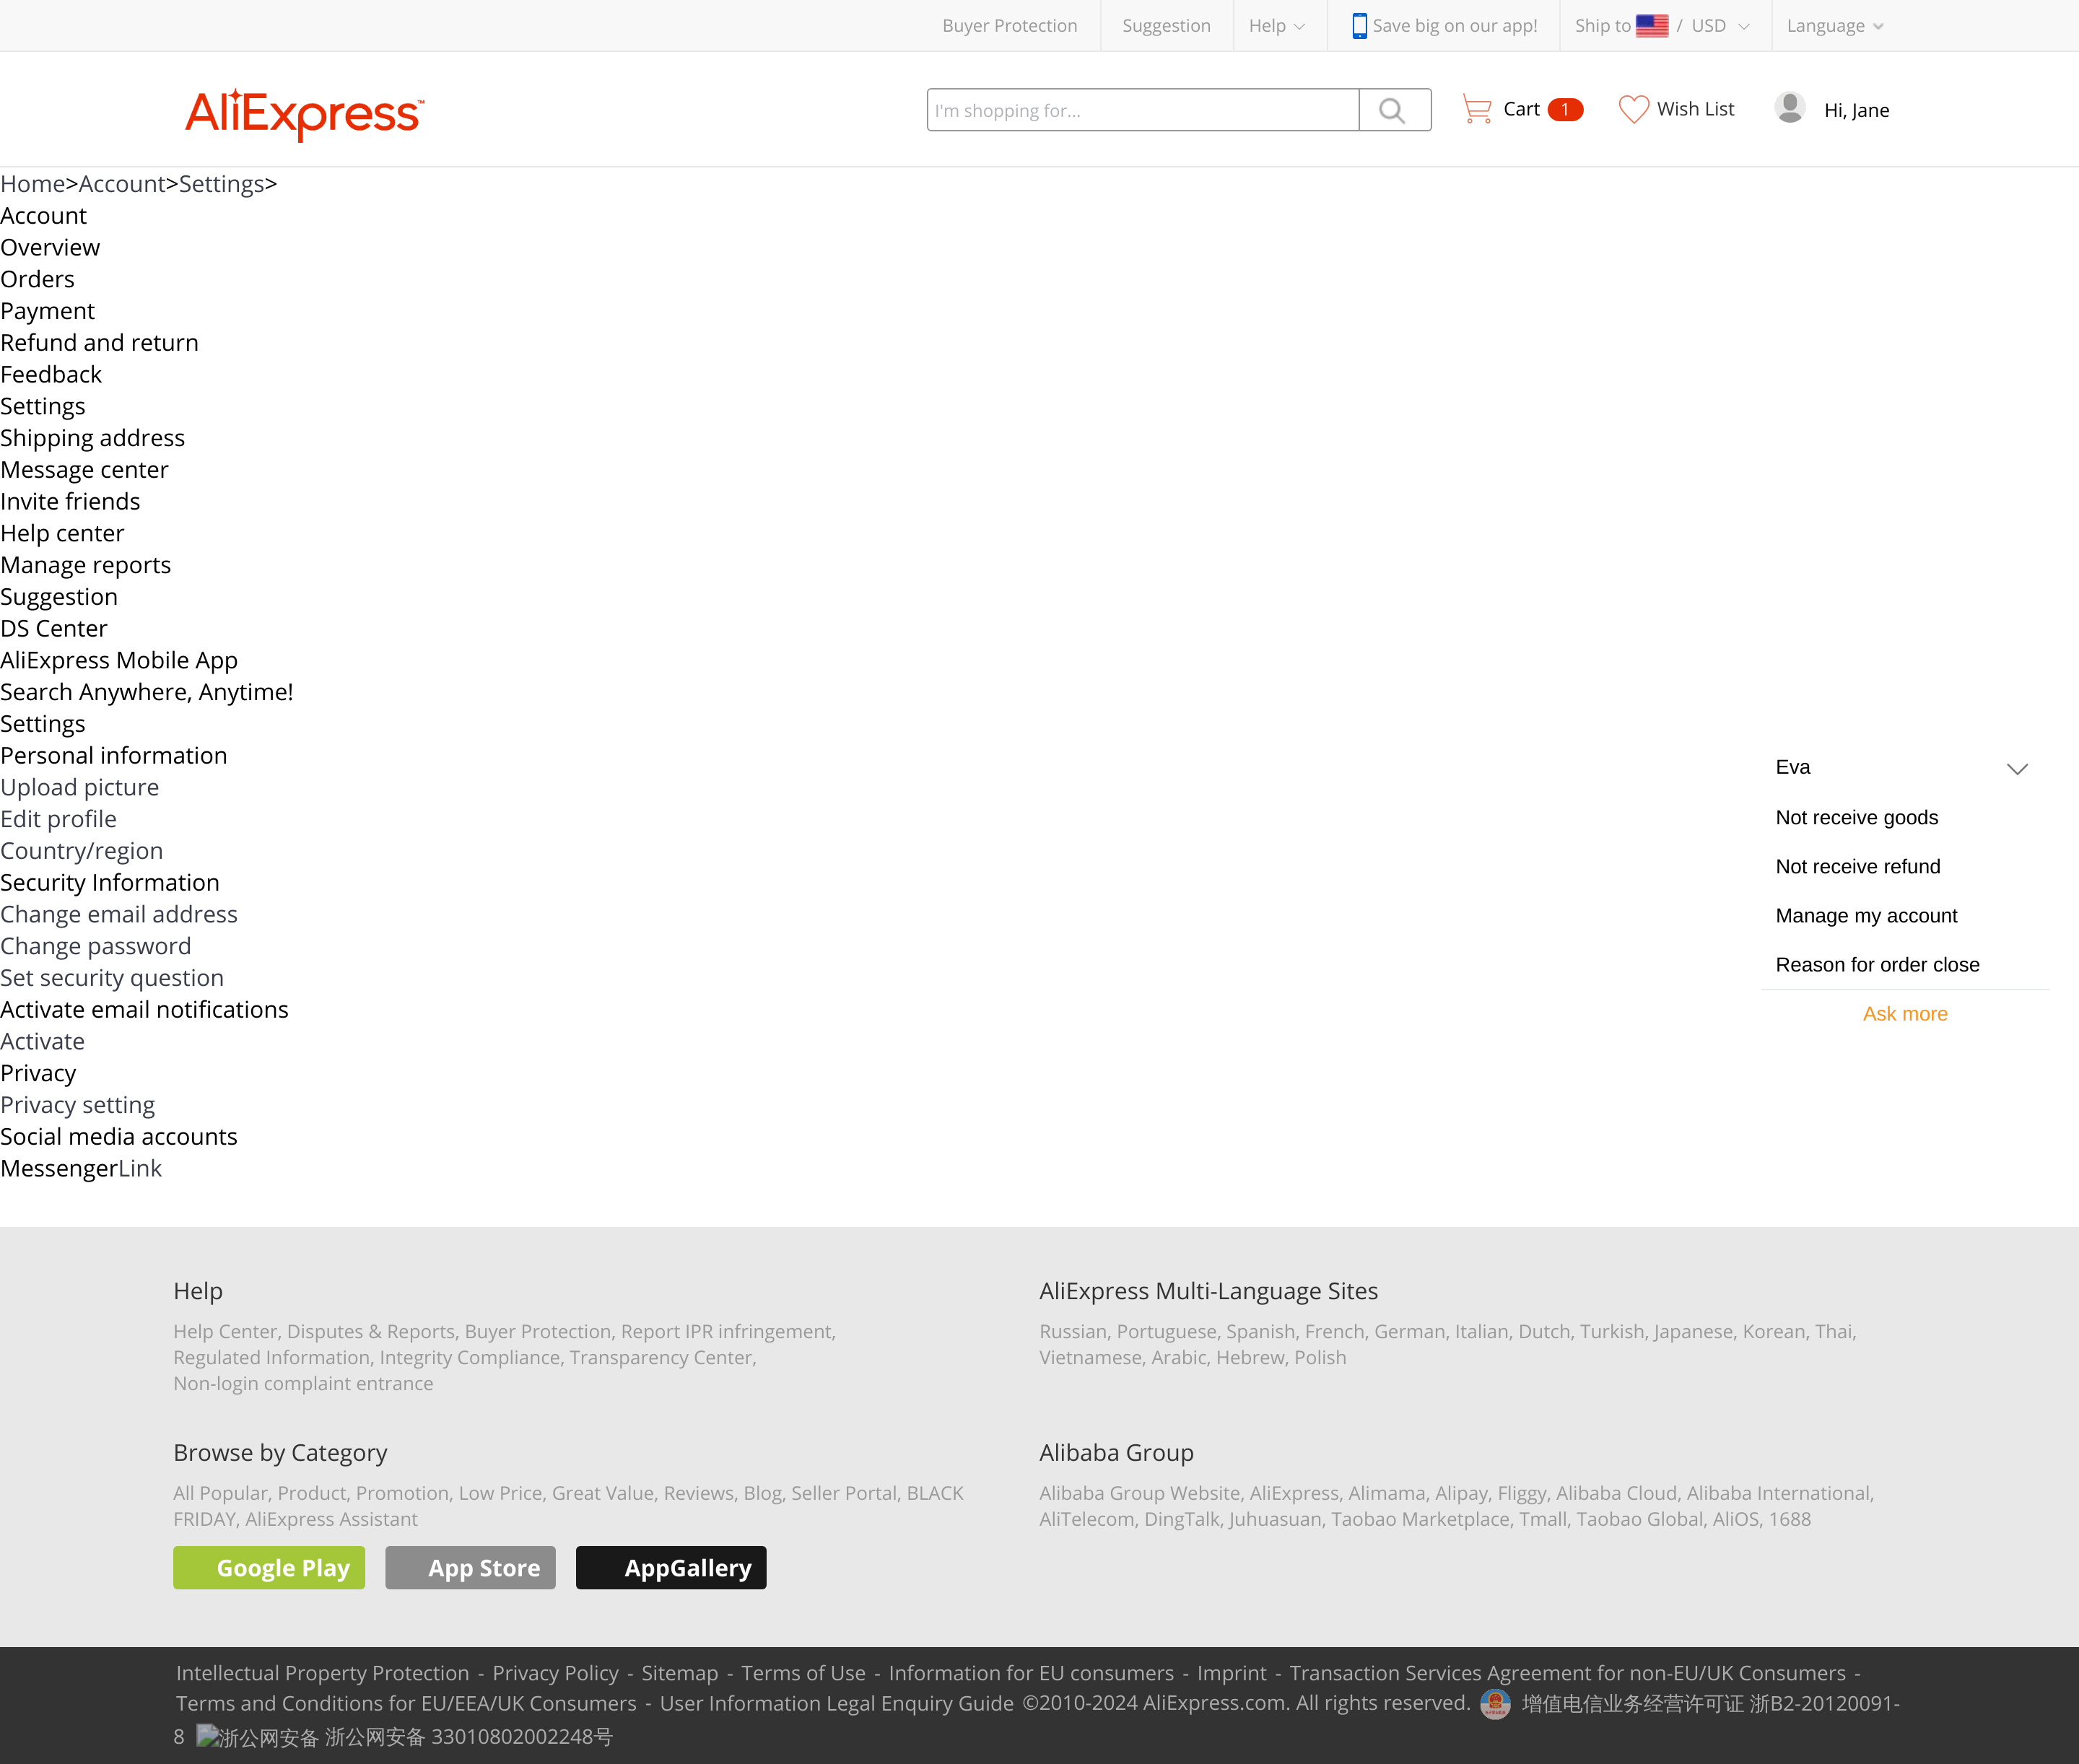 Buyer Protection Suggestion Help Save big on our app! Ship to / USD Language
AliExpress™ I'm shopping for... Cart 1 Wish List Hi, Jane
Home>Account>Settings>
Account
Overview
Orders
Payment
Refund and return
Feedback
Settings
Shipping address
Message center
Invite friends
Help center
Manage reports
Suggestion
DS Center
AliExpress Mobile App
Search Anywhere, Anytime!
Settings
Personal information
Upload picture
Edit profile
Country/region
Security Information
Change email address
Change password
Set security question
Activate email notifications
Activate
Privacy
Privacy setting
Social media accounts
MessengerLink
Eva
Not receive goods
Not receive refund
Manage my account
Reason for order close
Ask more
Help
Help Center, Disputes & Reports, Buyer Protection, Report IPR infringement,
Regulated Information, Integrity Compliance, Transparency Center,
Non-login complaint entrance
AliExpress Multi-Language Sites
Russian, Portuguese, Spanish, French, German, Italian, Dutch, Turkish, Japanese, Korean, Thai,
Vietnamese, Arabic, Hebrew, Polish
Browse by Category
All Popular, Product, Promotion, Low Price, Great Value, Reviews, Blog, Seller Portal, BLACK
FRIDAY, AliExpress Assistant
Alibaba Group
Alibaba Group Website, AliExpress, Alimama, Alipay, Fliggy, Alibaba Cloud, Alibaba International,
AliTelecom, DingTalk, Juhuasuan, Taobao Marketplace, Tmall, Taobao Global, AliOS, 1688
Google Play App Store AppGallery
Intellectual Property Protection - Privacy Policy - Sitemap - Terms of Use - Information for EU consumers - Imprint - Transaction Services Agreement for non-EU/UK Consumers -
Terms and Conditions for EU/EEA/UK Consumers - User Information Legal Enquiry Guide ©2010-2024 AliExpress.com. All rights reserved. 增值电信业务经营许可证 浙B2-20120091-
8 浙公网安备 浙公网安备 33010802002248号